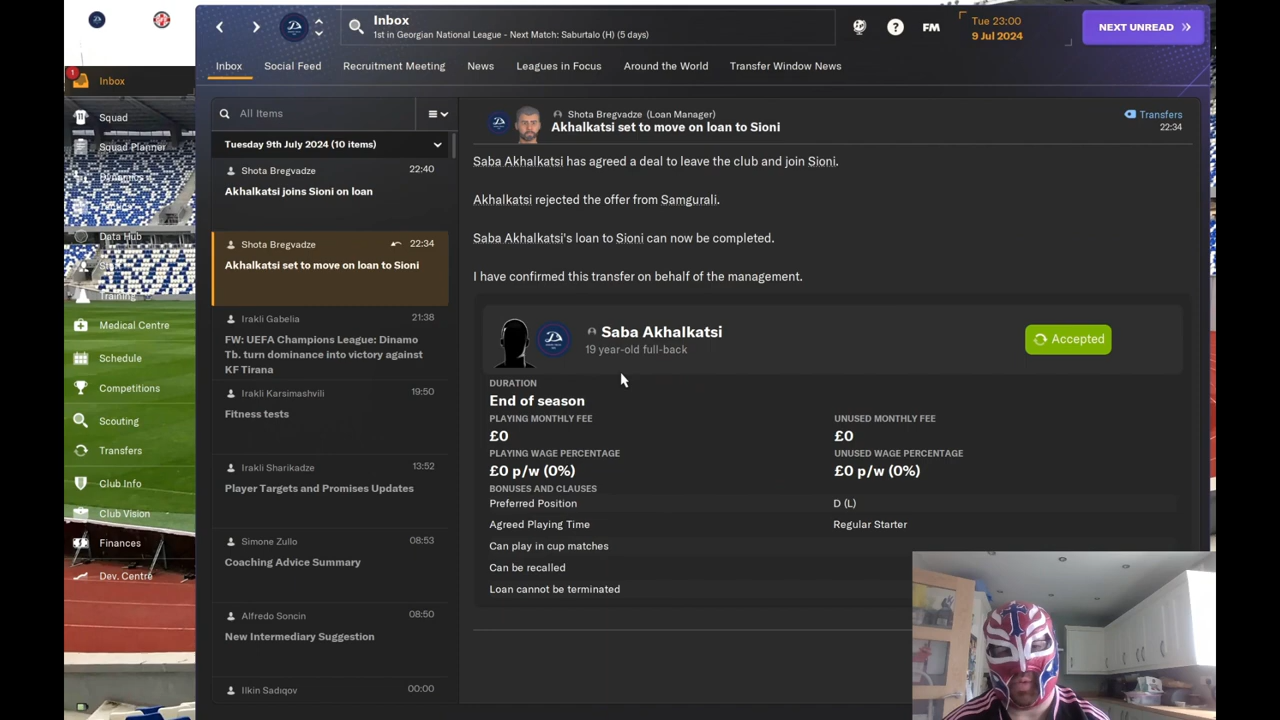 Inbox
1st in Georgian National League - Next Match: Saburtalo (H) (5 days)
?
FM
Tue 23:00
9 Jul 2024
NEXT UNREAD
Inbox
Social Feed
Recruitment Meeting
News
Leagues in Focus
Around the World
Transfer Window News
1
Inbox
Squad
Squad Planner
Dynamics
Data Hub
Training
Medical Centre
Schedule
Competitions
Scouting
Transfers
Club Info
Club Vision
Finances
Dev. Centre
All Items
Tuesday 9th July 2024 (10 items)
Shota Bregvadze 22:40
Akhalkatsi joins Sioni on loan
Shota Bregvadze 22:34
Akhalkatsi set to move on loan to Sioni
Irakli Gabelia 21:38
FW: UEFA Champions League: Dinamo
Tb. turn dominance into victory against
KF Tirana
Irakli Karsimashvili 19:50
Fitness tests
Irakli Sharikadze 13:52
Player Targets and Promises Updates
Simone Zullo 08:53
Coaching Advice Summary
Alfredo Soncin 08:50
New Intermediary Suggestion
Ilkin Sadıqov 00:00
Shota Bregvadze (Loan Manager)
Akhalkatsi set to move on loan to Sioni
Transfers
22:34
Saba Akhalkatsi has agreed a deal to leave the club and join Sioni.
Akhalkatsi rejected the offer from Samgurali.
Saba Akhalkatsi's loan to Sioni can now be completed.
I have confirmed this transfer on behalf of the management.
Saba Akhalkatsi
19 year-old full-back
Accepted
DURATION
End of season
PLAYING MONTHLY FEE
£0
UNUSED MONTHLY FEE
£0
PLAYING WAGE PERCENTAGE
£0 p/w (0%)
UNUSED WAGE PERCENTAGE
£0 p/w (0%)
BONUSES AND CLAUSES
Preferred Position D (L)
Agreed Playing Time Regular Starter
Can play in cup matches
Can be recalled
Loan cannot be terminated